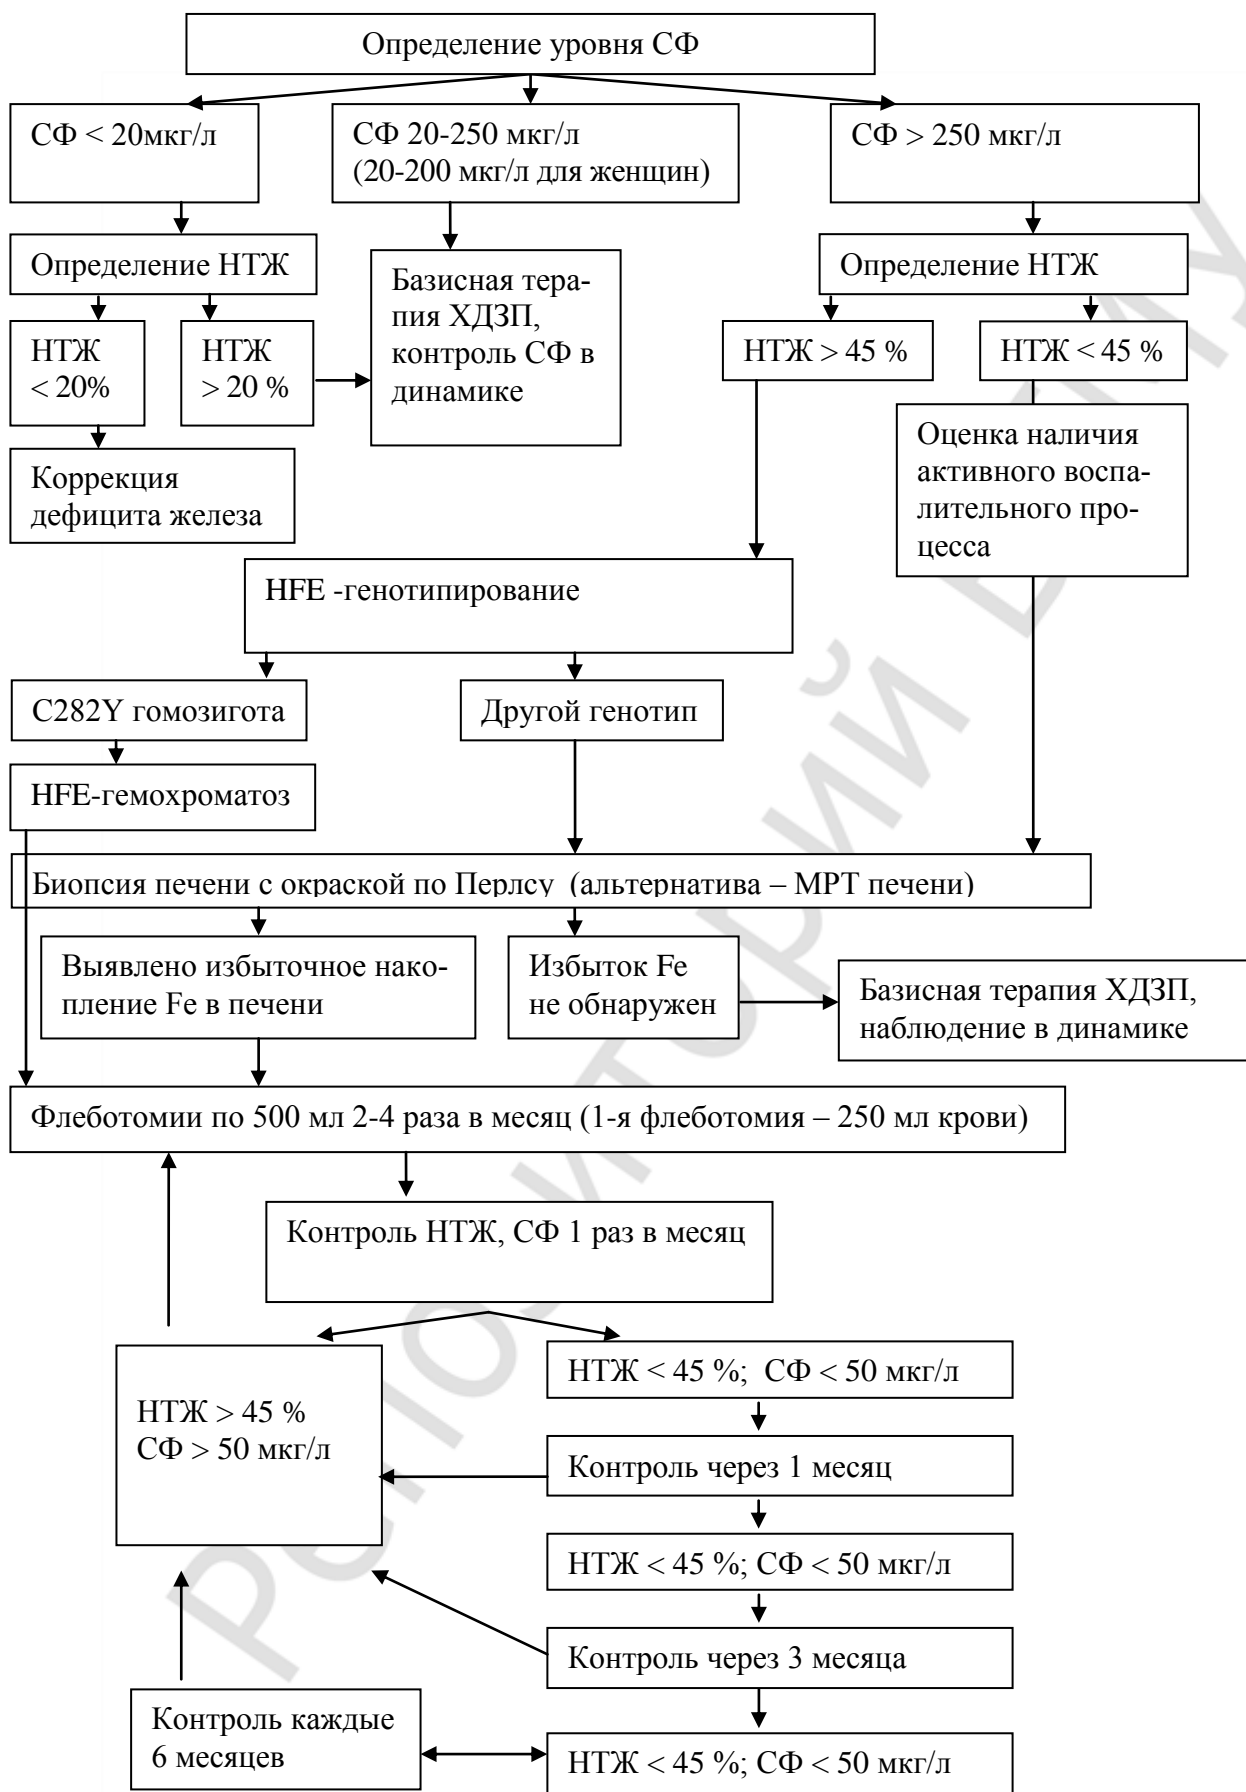 Определение уровня СФ
СФ < 20мкг/л
СФ 20-250 мкг/л
(20-200 мкг/л для женщин)
СФ > 250 мкг/л
Определение НТЖ
Базисная тера-
пия ХДЗП,
контроль СФ в
динамике
Определение НТЖ
НТЖ
< 20%
НТЖ
> 20 %
НТЖ > 45 %
НТЖ < 45 %
Коррекция
дефицита железа
Оценка наличия
активного воспа-
лительного про-
цесса
HFE -генотипирование
C282Y гомозигота
Другой генотип
HFE-гемохроматоз
Биопсия печени с окраской по Перлсу (альтернатива – МРТ печени)
Выявлено избыточное нако-
пление Fe в печени
Избыток Fe
не обнаружен
Базисная терапия ХДЗП,
наблюдение в динамике
Флеботомии по 500 мл 2-4 раза в месяц (1-я флеботомия – 250 мл крови)
Контроль НТЖ, СФ 1 раз в месяц
НТЖ > 45 %
СФ > 50 мкг/л
НТЖ < 45 %; СФ < 50 мкг/л
Контроль через 1 месяц
НТЖ < 45 %; СФ < 50 мкг/л
Контроль через 3 месяца
Контроль каждые
6 месяцев
НТЖ < 45 %; СФ < 50 мкг/л
Репозиторий БГМУ